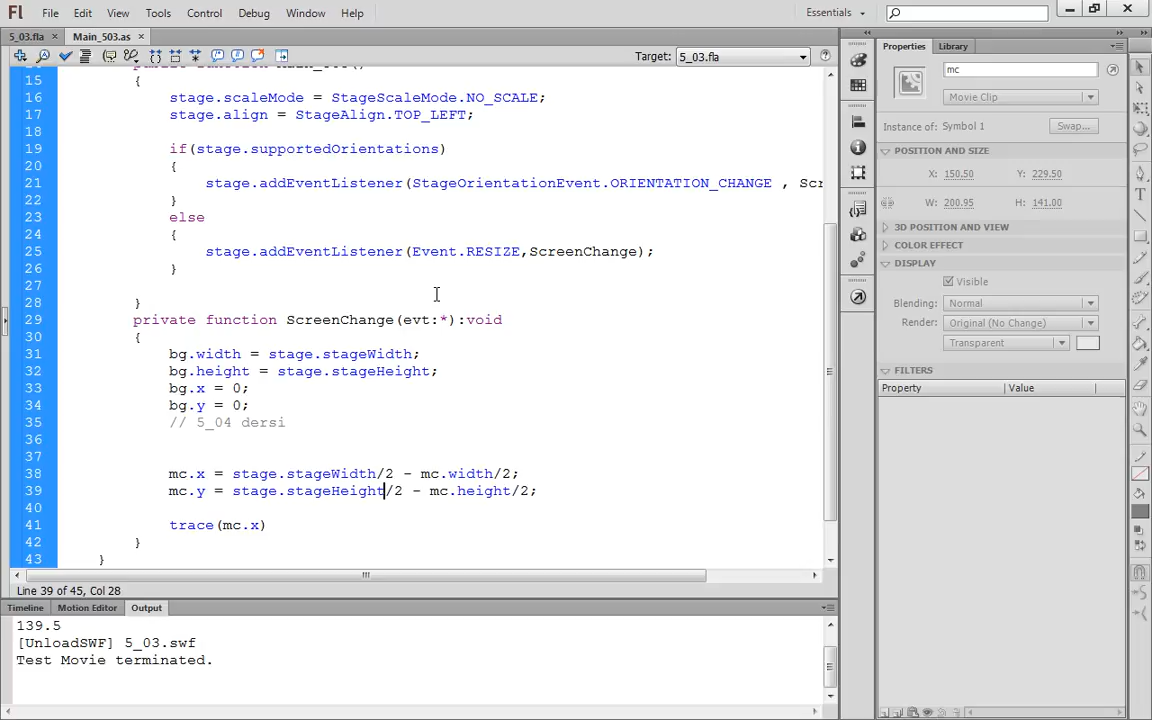 Fl File Edit View Insert Modify Text Commands Control Debug Window Help Essentials
5_03.fla × Main_503.as ×
Target: 5_03.fla
15 {
16 stage.scaleMode = StageScaleMode.NO_SCALE;
17 stage.align = StageAlign.TOP_LEFT;
18
19 if(stage.supportedOrientations)
20 {
21 stage.addEventListener(StageOrientationEvent.ORIENTATION_CHANGE , Scr
22 }
23 else
24 {
25 stage.addEventListener(Event.RESIZE,ScreenChange);
26 }
27
28 }
29 private function ScreenChange(evt:*):void
30 {
31 bg.width = stage.stageWidth;
32 bg.height = stage.stageHeight;
33 bg.x = 0;
34 bg.y = 0;
35 // 5_04 dersi
36
37
38 mc.x = stage.stageWidth/2 - mc.width/2;
39 mc.y = stage.stageHeight/2 - mc.height/2;
40
41 trace(mc.x)
42 }
43 }
Line 39 of 45, Col 28
Timeline Motion Editor Output
139.5
[UnloadSWF] 5_03.swf
Test Movie terminated.
Properties Library
mc
Movie Clip
Instance of: Symbol 1 Swap...
POSITION AND SIZE
X: 150.50 Y: 229.50
W: 200.95 H: 141.00
3D POSITION AND VIEW
COLOR EFFECT
DISPLAY
Visible
Blending: Normal
Render: Original (No Change)
Transparent
FILTERS
Property Value